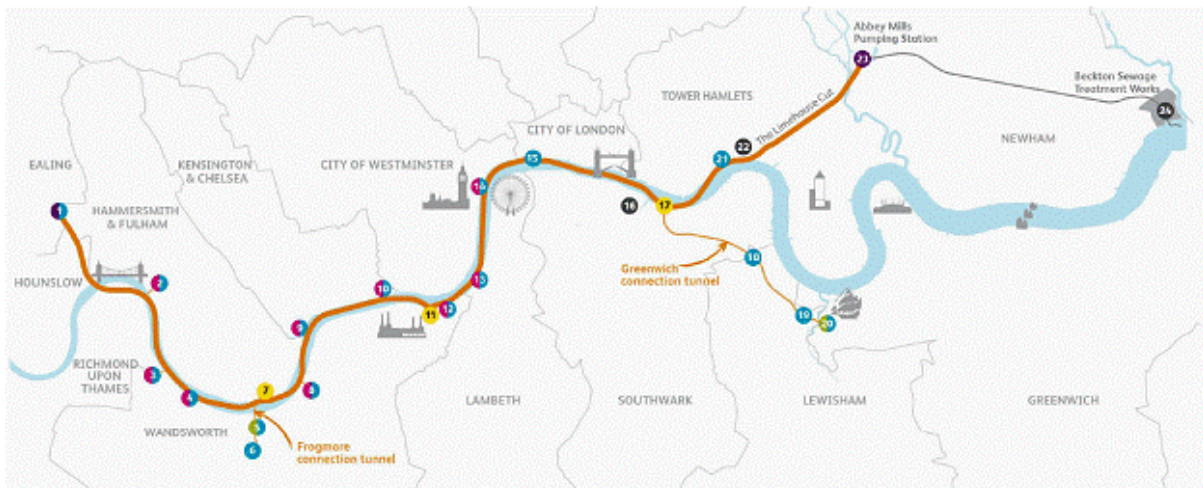 Abbey Mills
Pumping Station
23
Beckton Sewage
Treatment Works
24
TOWER HAMLETS
The Limehouse Cut
CITY OF LONDON
NEWHAM
22
21
15
EALING
KENSINGTON
& CHELSEA
CITY OF WESTMINSTER
16
17
1
HAMMERSMITH
& FULHAM
Greenwich
connection tunnel
HOUNSLOW
2
10
13
11
12
19
20
9
RICHMOND
UPON
THAMES
3
4
7
8
5
6
WANDSWORTH
LAMBETH
SOUTHWARK
LEWISHAM
GREENWICH
Frogmore
connection tunnel